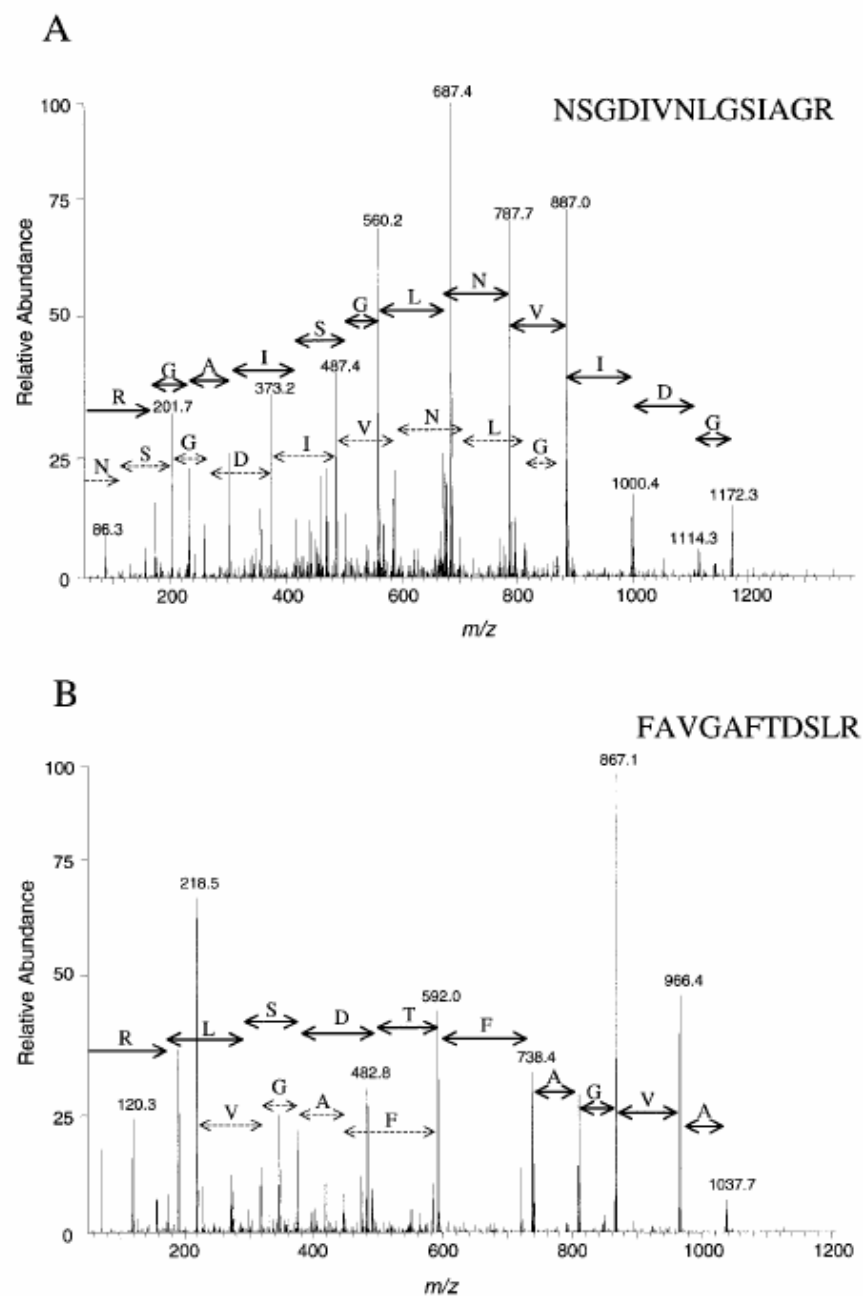 A
NSGDIVNLGSIAGR
687.4
100
887.0
787.7
560.2
75
Relative Abundance
50
N
L
V
G
S
487.4
I
I
A
373.2
G
D
R
201.7
G
N
V
L
S
I
G
25
D
G
N
1000.4
1172.3
86.3
1114.3
0
200 400 600 800 1000 1200
m/z
B
FAVGAFTDSLR
867.1
100
75
218.5
966.4
Relative Abundance
50
592.0
S
T
D
F
R
L
738.4
A
482.8
G
V
A
120.3
G
25
V
A
F
1037.7
0
200 400 600 800 1000 1200
m/z